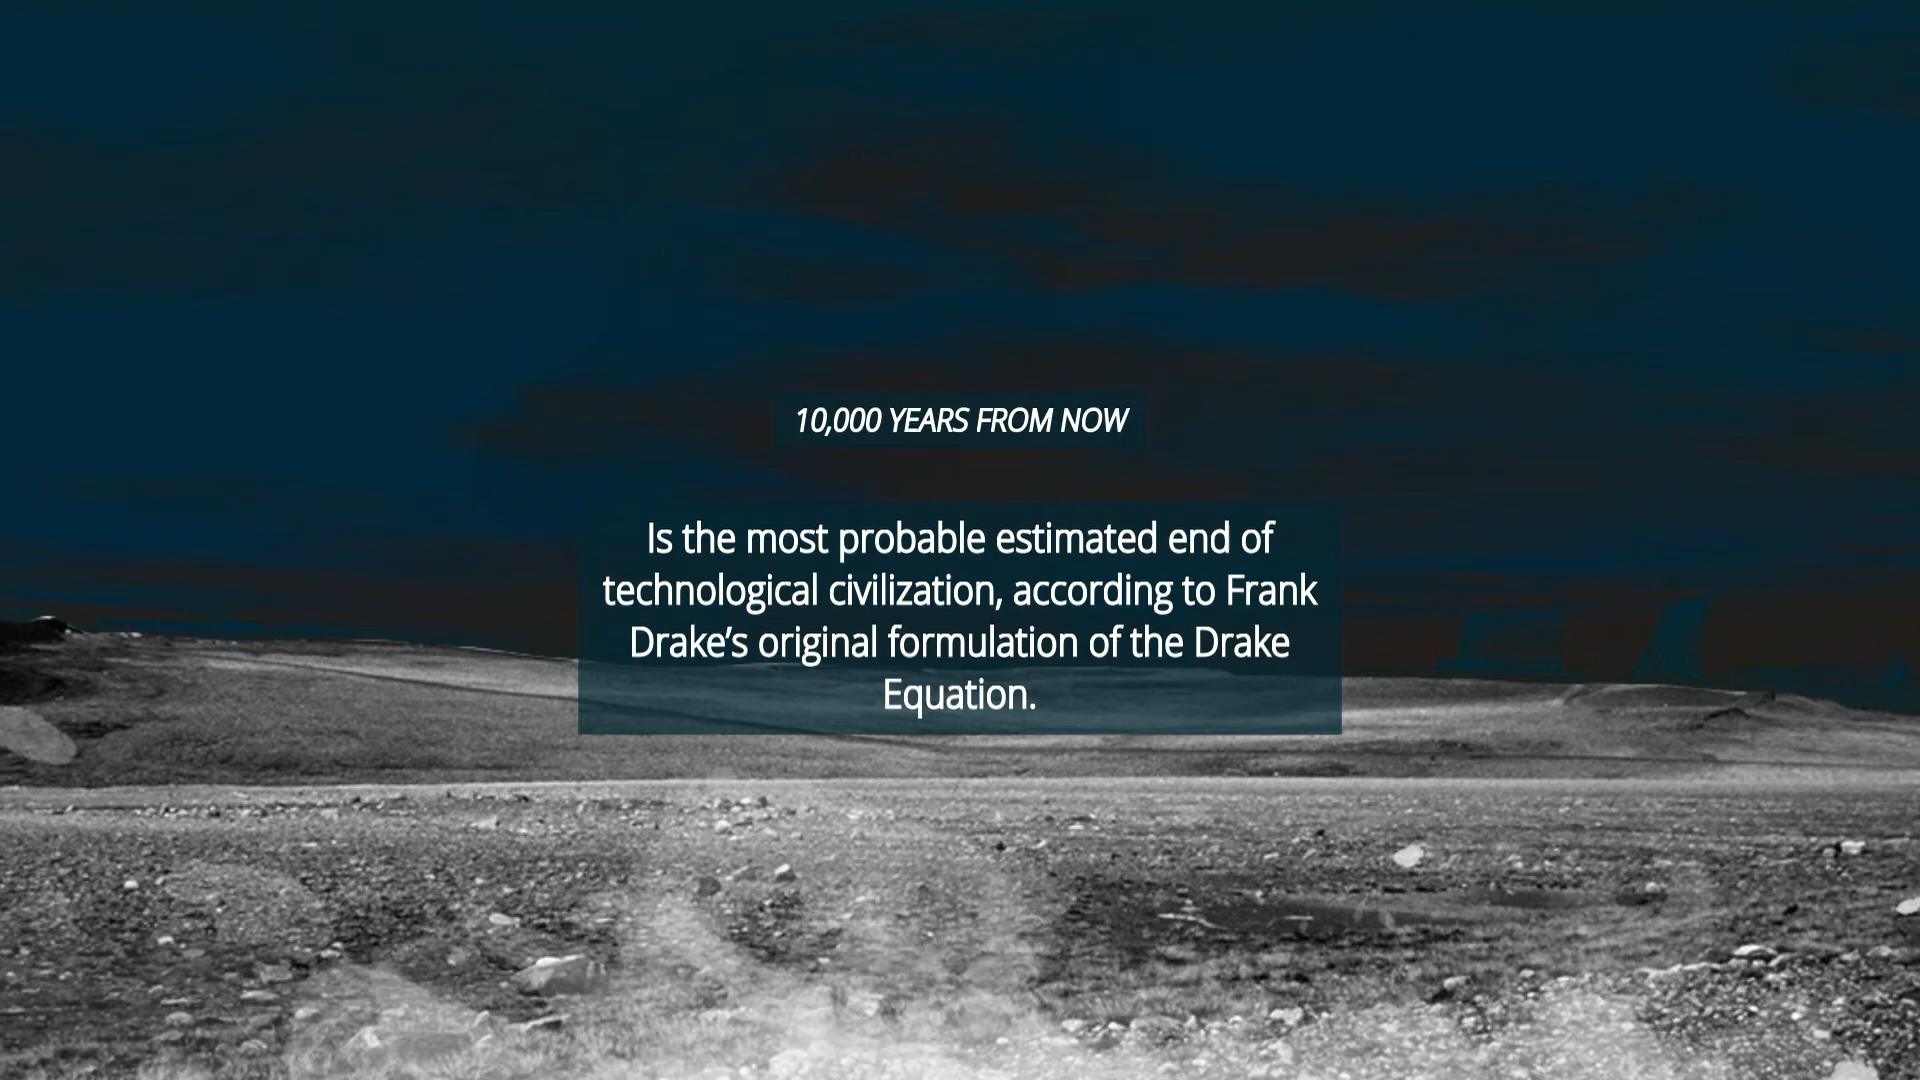 10,000 YEARS FROM NOW
Is the most probable estimated end of
technological civilization, according to Frank
Drake’s original formulation of the Drake
Equation.